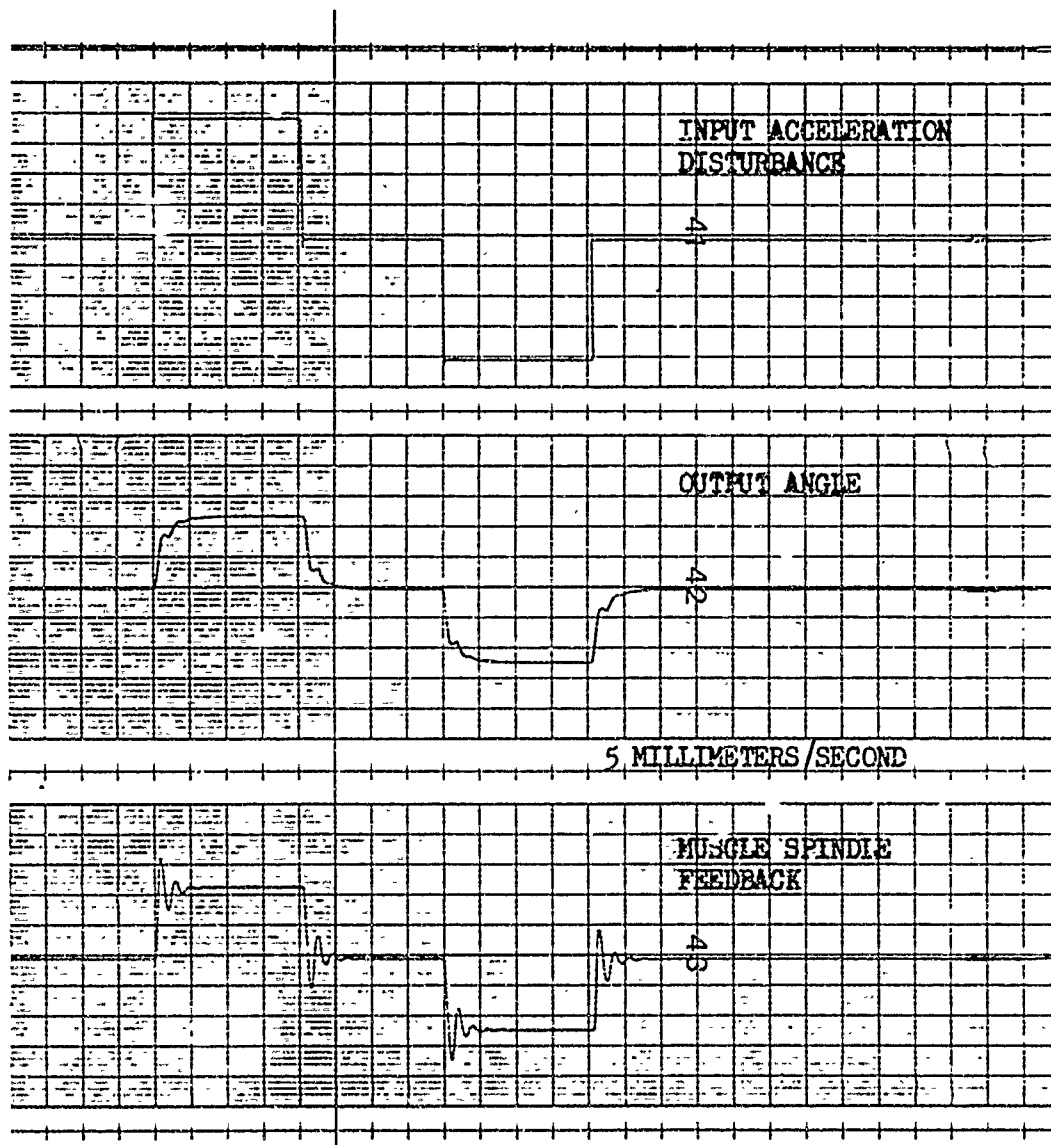 INPUT ACCELERATION
DISTURBANCE
41
OUTPUT ANGLE
42
5 MILLIMETERS/SECOND
MUSCLE SPINDLE
FEEDBACK
43